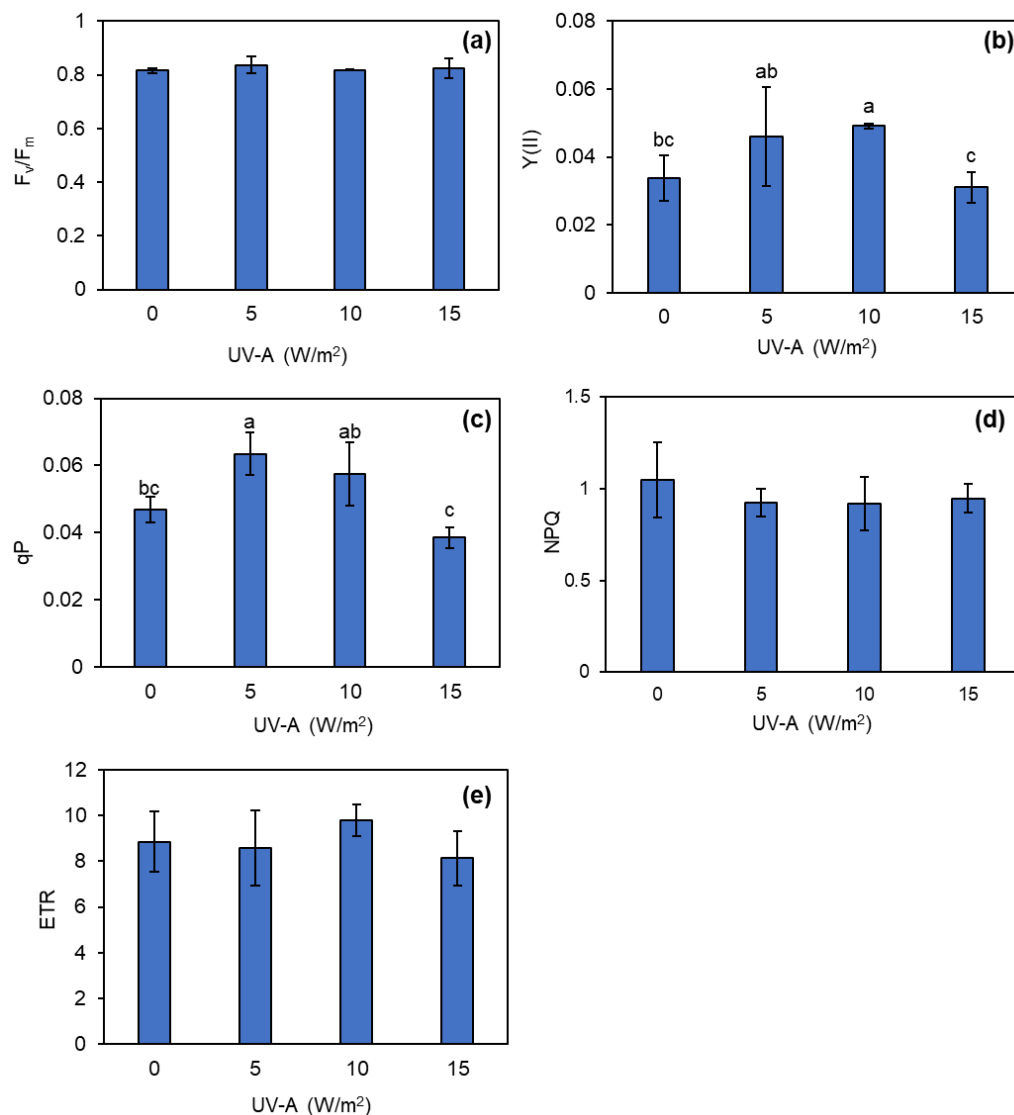 (a)
1
0.8
0.6
0.4
0.2
0
Fv/Fm
0 5 10 15
UV-A (W/m²)
(b)
0.08
0.06
0.04
0.02
0
Y(II)
bc ab a c
0 5 10 15
UV-A (W/m²)
(c)
0.08
0.06
0.04
0.02
0
qP
bc a ab c
0 5 10 15
UV-A (W/m²)
(d)
1.5
1
0.5
0
NPQ
0 5 10 15
UV-A (W/m²)
(e)
12
10
8
6
4
2
0
ETR
0 5 10 15
UV-A (W/m²)